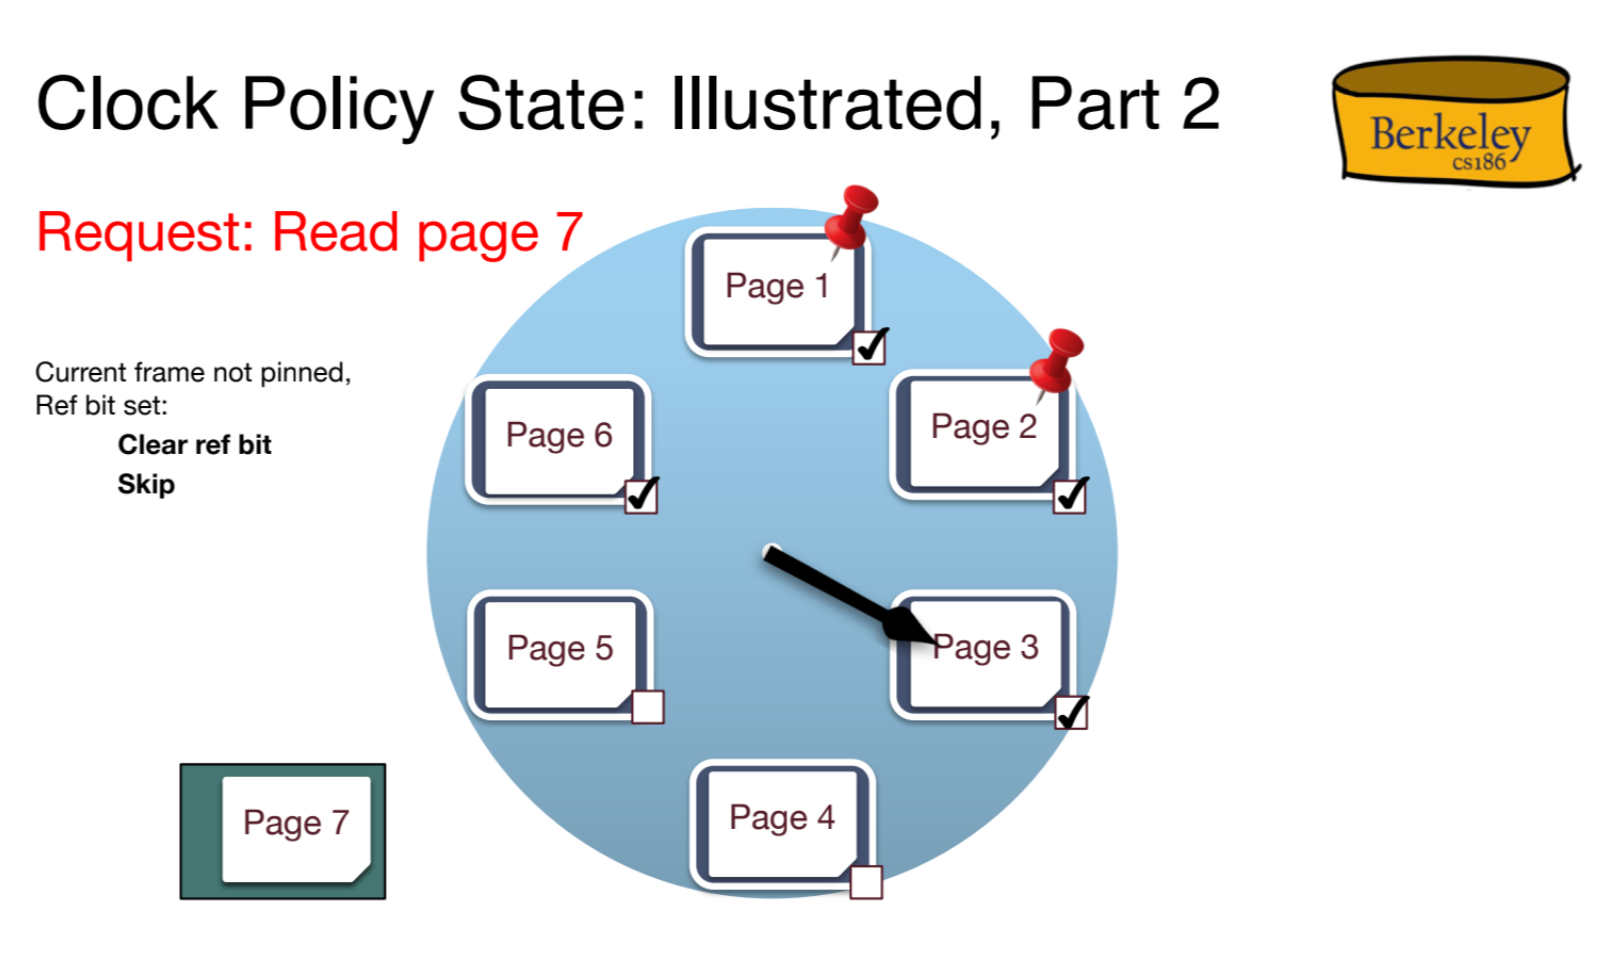 Clock Policy State: Illustrated, Part 2
Berkeley
cs186
Request: Read page 7
Current frame not pinned,
Ref bit set:
Clear ref bit
Skip
Page 1
Page 2
Page 3
Page 4
Page 5
Page 6
Page 7